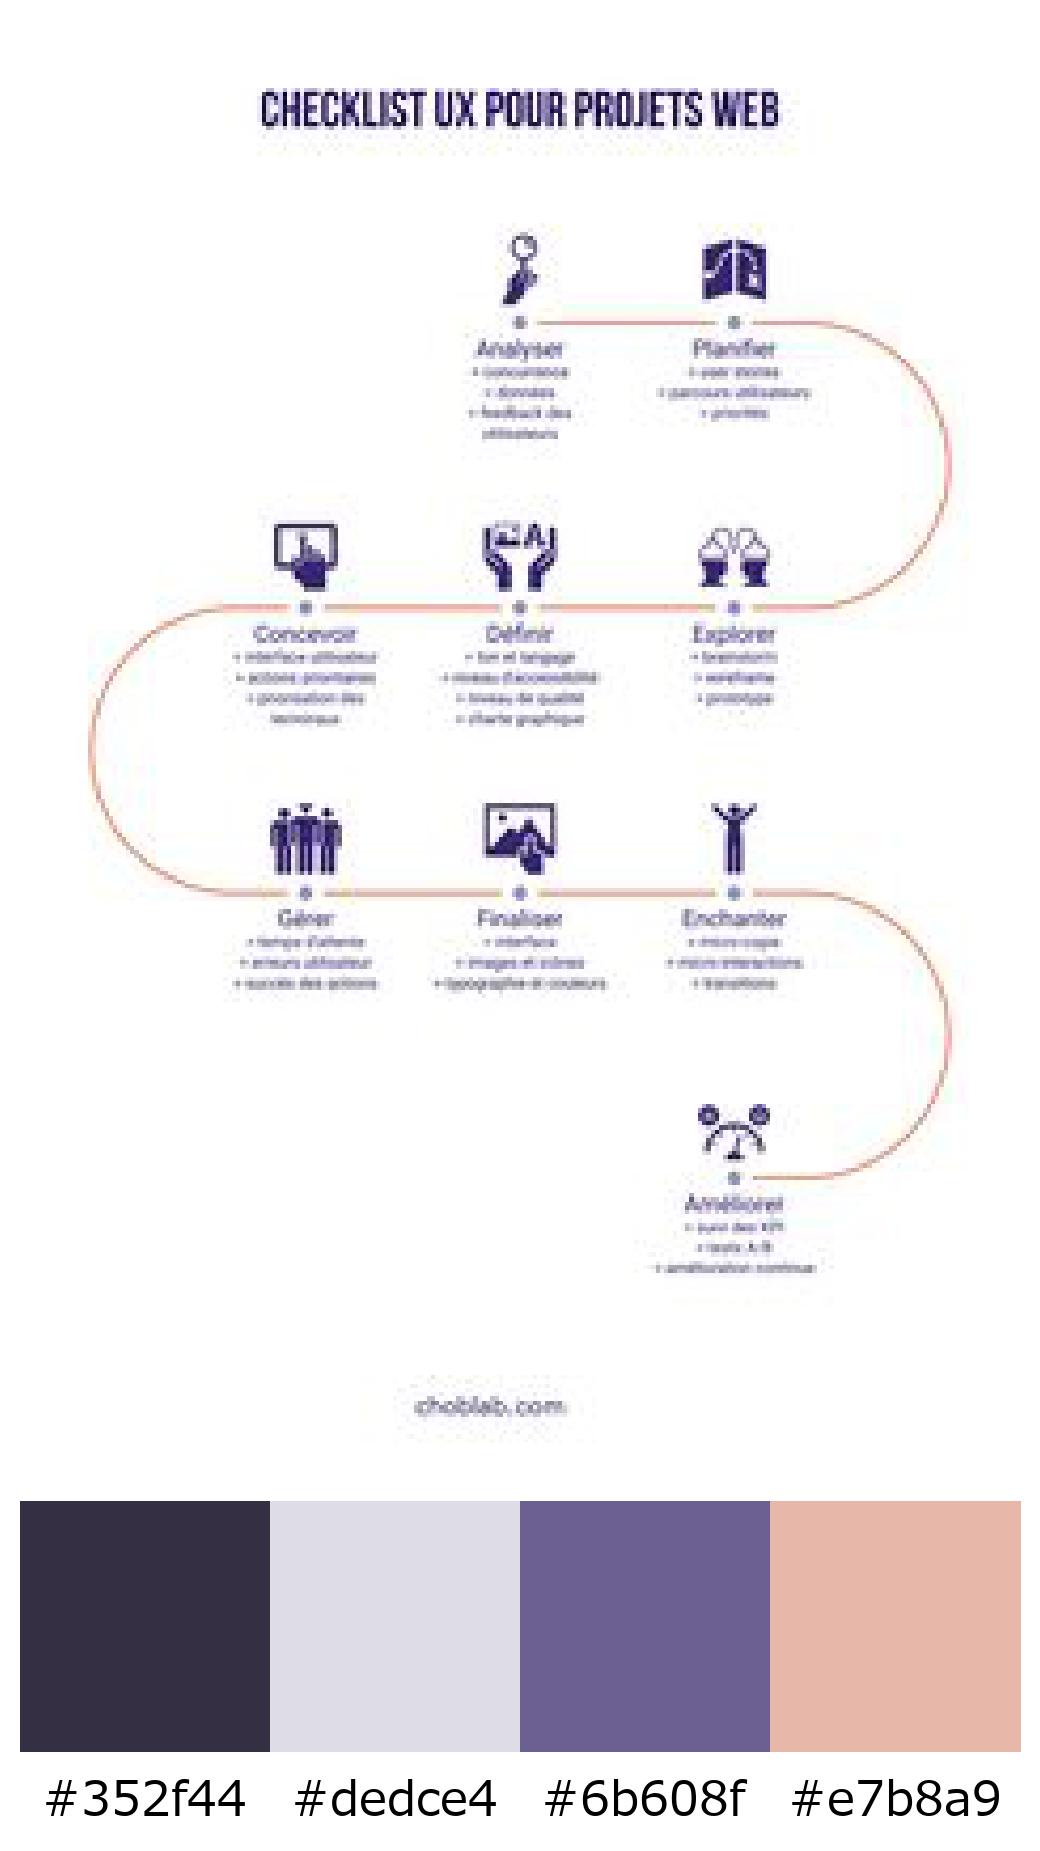 CHECKLIST UX POUR PROJETS WEB
Analyser
• concurrence
• données
• feedback des
utilisateurs
Planifier
• user stories
• parcours utilisateurs
• priorités
Explorer
• brainstorm
• wireframe
• prototype
Définir
• ton et langage
• niveau d'accessibilité
• niveau de qualité
• charte graphique
Concevoir
• interface utilisateur
• actions prioritaires
• priorisation des
terminaux
Gérer
• temps d'attente
• erreurs utilisateur
• succès des actions
Finaliser
• interface
• images et icônes
• typographie et couleurs
Enchanter
• micro-copie
• micro-interactions
• transitions
Améliorer
• suivi des KPI
• tests A/B
• amélioration continue
choblab.com
#352f44
#dedce4
#6b608f
#e7b8a9